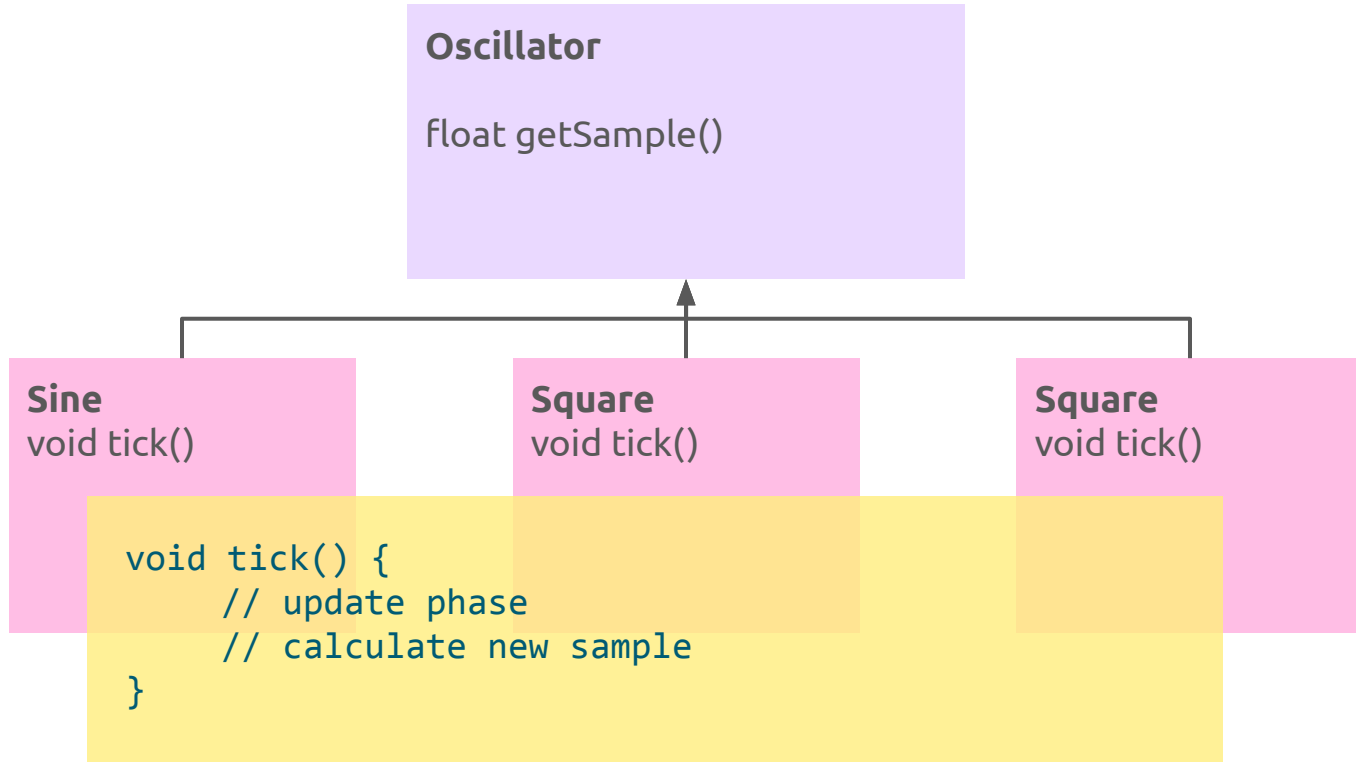 Oscillator
float getSample()
Sine
void tick()
Square
void tick()
Square
void tick()
void tick() {
// update phase
// calculate new sample
}